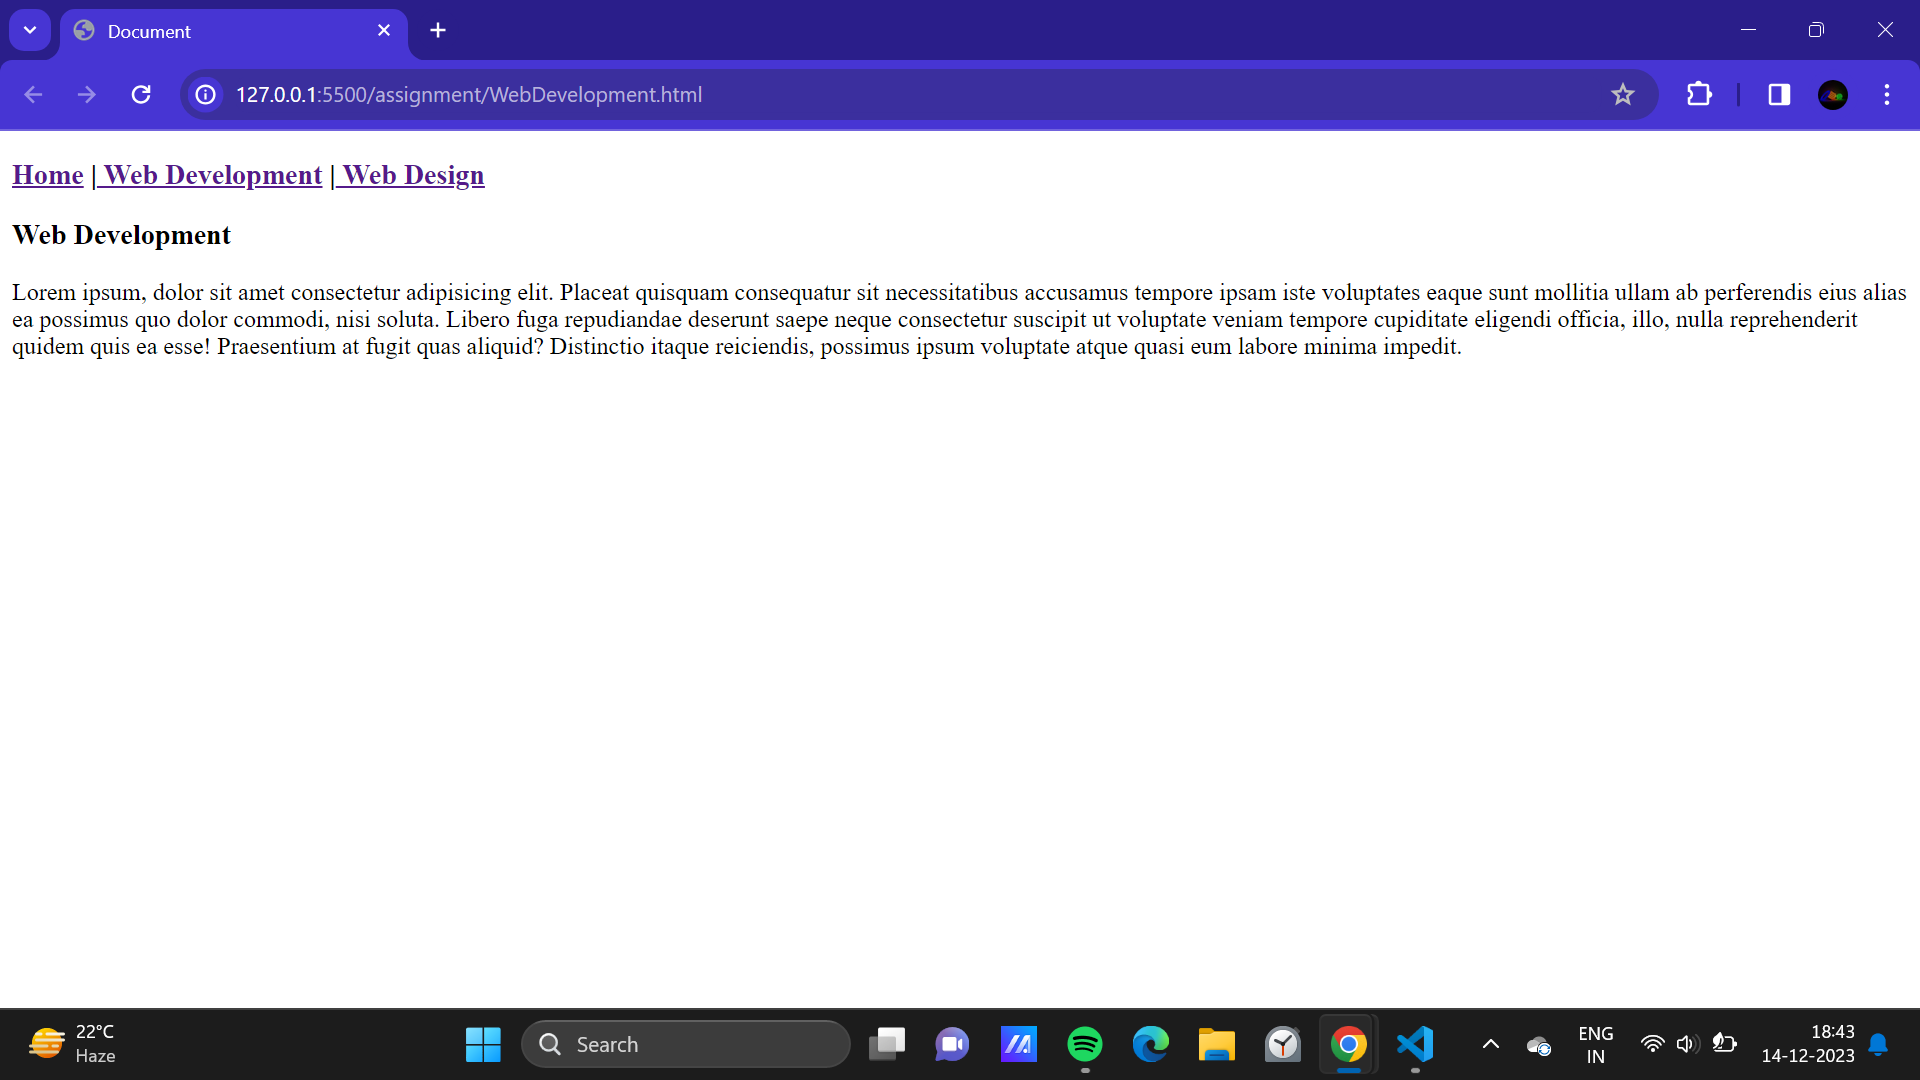 Document
127.0.0.1:5500/assignment/WebDevelopment.html
Home | Web Development | Web Design
Web Development
Lorem ipsum, dolor sit amet consectetur adipisicing elit. Placeat quisquam consequatur sit necessitatibus accusamus tempore ipsam iste voluptates eaque sunt mollitia ullam ab perferendis eius alias
ea possimus quo dolor commodi, nisi soluta. Libero fuga repudiandae deserunt saepe neque consectetur suscipit ut voluptate veniam tempore cupiditate eligendi officia, illo, nulla reprehenderit
quidem quis ea esse! Praesentium at fugit quas aliquid? Distinctio itaque reiciendis, possimus ipsum voluptate atque quasi eum labore minima impedit.
22°C
Haze
Search
ENG
IN
18:43
14-12-2023